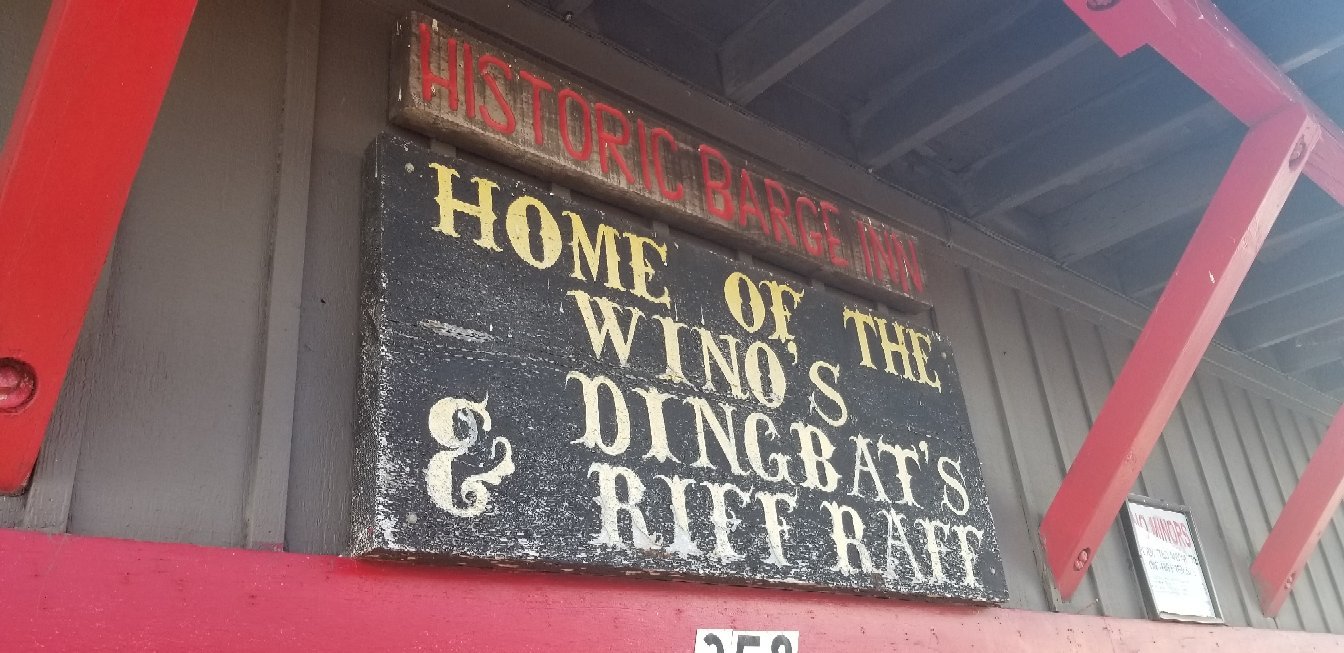 HISTORIC BARGE INN
HOME OF THE
WINO'S
DINGBAT'S
& RIFF RAFF
NO MINORS